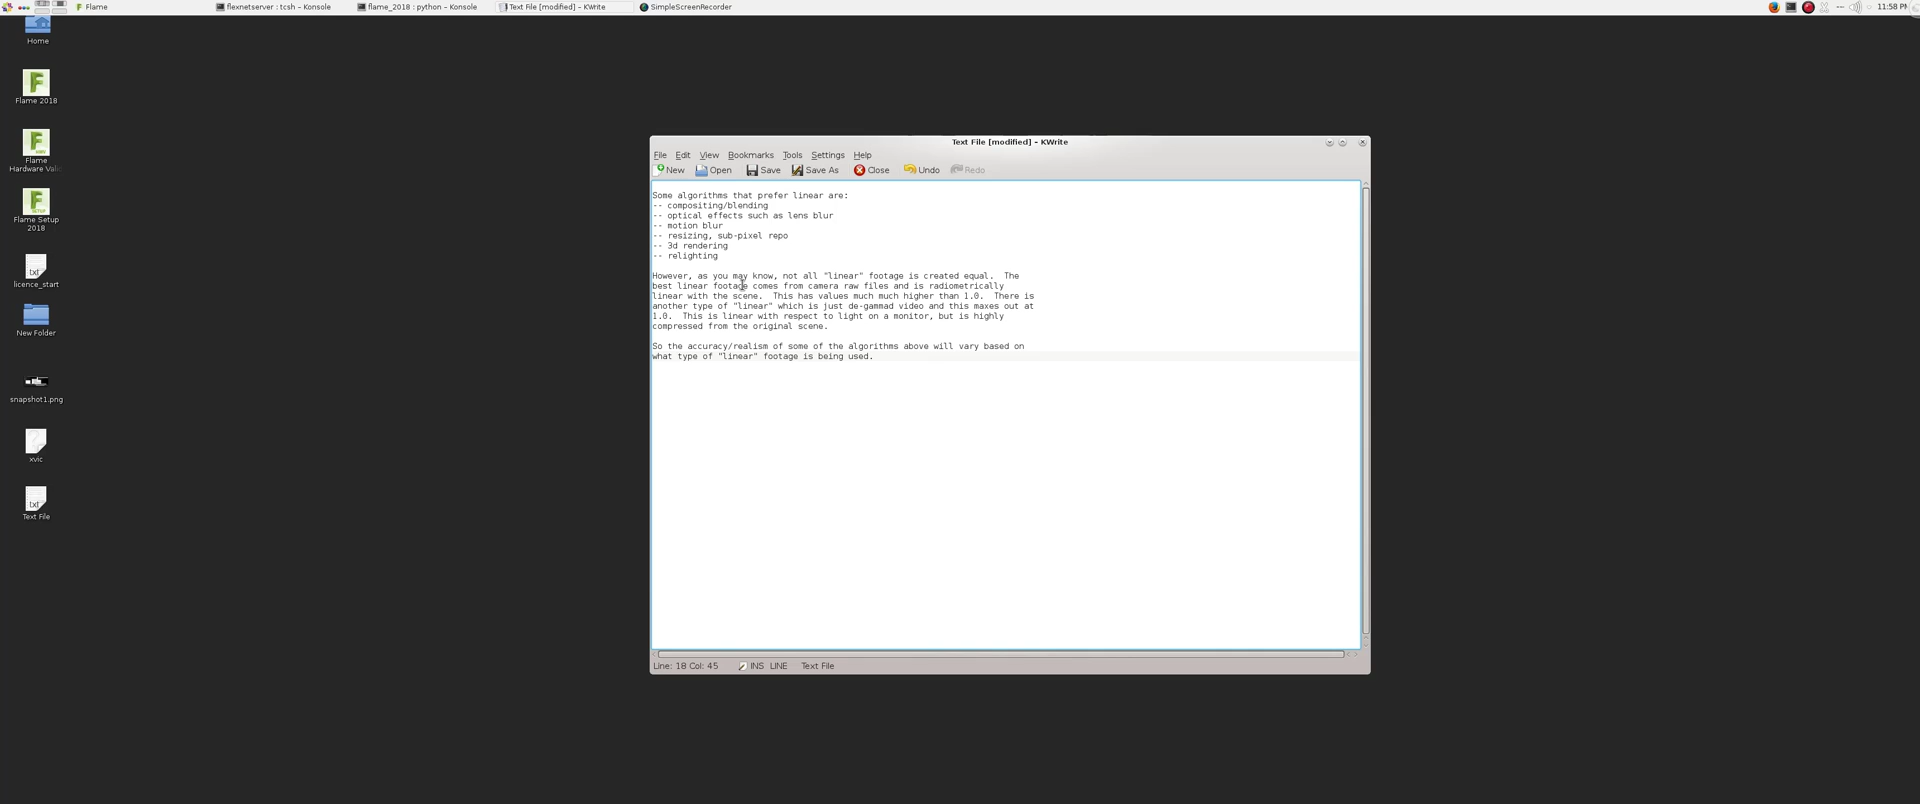 Flame
flexnetserver : tcsh – Konsole
flame_2018 : python – Konsole
Text File [modified] – KWrite
SimpleScreenRecorder
11:58 P
Home
Flame 2018
Flame
Hardware Vali
Flame Setup
2018
txt
licence_start
New Folder
snapshot1.png
xvic
txt
Text File
Text File [modified] – KWrite
File Edit View Bookmarks Tools Settings Help
New Open Save Save As Close Undo Redo
Some algorithms that prefer linear are:
-- compositing/blending
-- optical effects such as lens blur
-- motion blur
-- resizing, sub-pixel repo
-- 3d rendering
-- relighting
However, as you may know, not all "linear" footage is created equal.  The
best linear footage comes from camera raw files and is radiometrically
linear with the scene.  This has values much much higher than 1.0.  There is
another type of "linear" which is just de-gammad video and this maxes out at
1.0.  This is linear with respect to light on a monitor, but is highly
compressed from the original scene.
So the accuracy/realism of some of the algorithms above will vary based on
what type of "linear" footage is being used.
Line: 18 Col: 45 INS LINE Text File